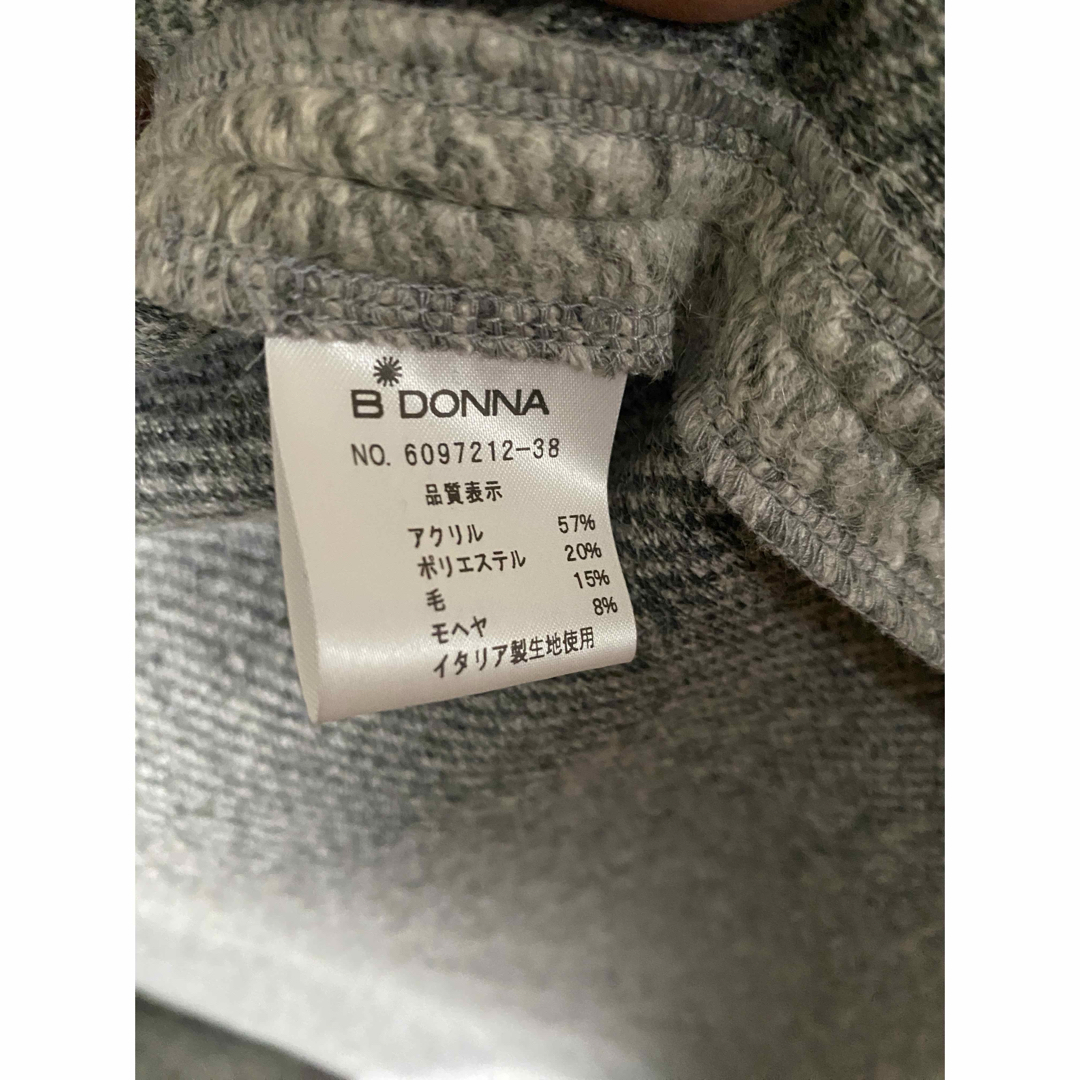 B DONNA
NO. 6097212-38
品質表示
アクリル 57%
ポリエステル 20%
毛 15%
モヘヤ 8%
イタリア製生地使用